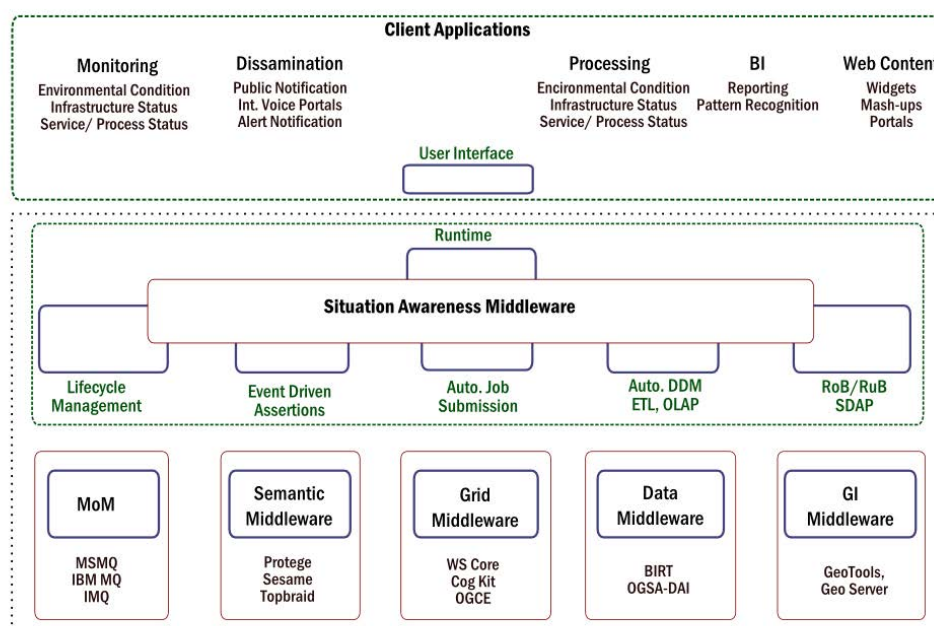 Client Applications
Monitoring
Environmental Condition
Infrastructure Status
Service/ Process Status
Dissamination
Public Notification
Int. Voice Portals
Alert Notification
Processing
Encironmental Condition
Infrastructure Status
Service/ Process Status
BI
Reporting
Pattern Recognition
Web Content
Widgets
Mash-ups
Portals
User Interface
Runtime
Situation Awareness Middleware
Lifecycle
Management
Event Driven
Assertions
Auto. Job
Submission
Auto. DDM
ETL, OLAP
RoB/RuB
SDAP
MoM
MSMQ
IBM MQ
IMQ
Semantic
Middleware
Protege
Sesame
Topbraid
Grid
Middleware
WS Core
Cog Kit
OGCE
Data
Middleware
BIRT
OGSA-DAI
GI
Middleware
GeoTools,
Geo Server